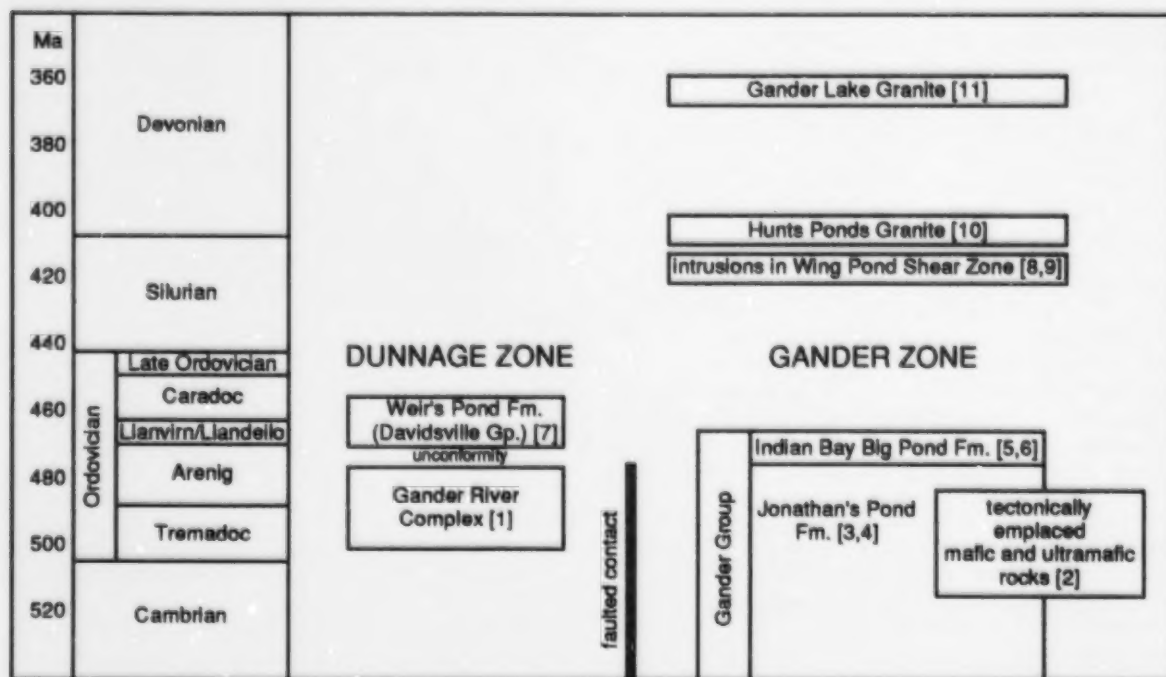 Ma
360
380
400
420
440
460
480
500
520
Devonian
Silurian
Ordovician
Late Ordovician
Caradoc
Llanvirn/Llandeilo
Arenig
Tremadoc
Cambrian
DUNNAGE ZONE
Weir's Pond Fm.
(Davidsville Gp.) [7]
unconformity
Gander River
Complex [1]
faulted contact
Gander Lake Granite [11]
Hunts Ponds Granite [10]
intrusions in Wing Pond Shear Zone [8,9]
GANDER ZONE
Gander Group
Indian Bay Big Pond Fm. [5,6]
Jonathan's Pond
Fm. [3,4]
tectonically
emplaced
mafic and ultramafic
rocks [2]